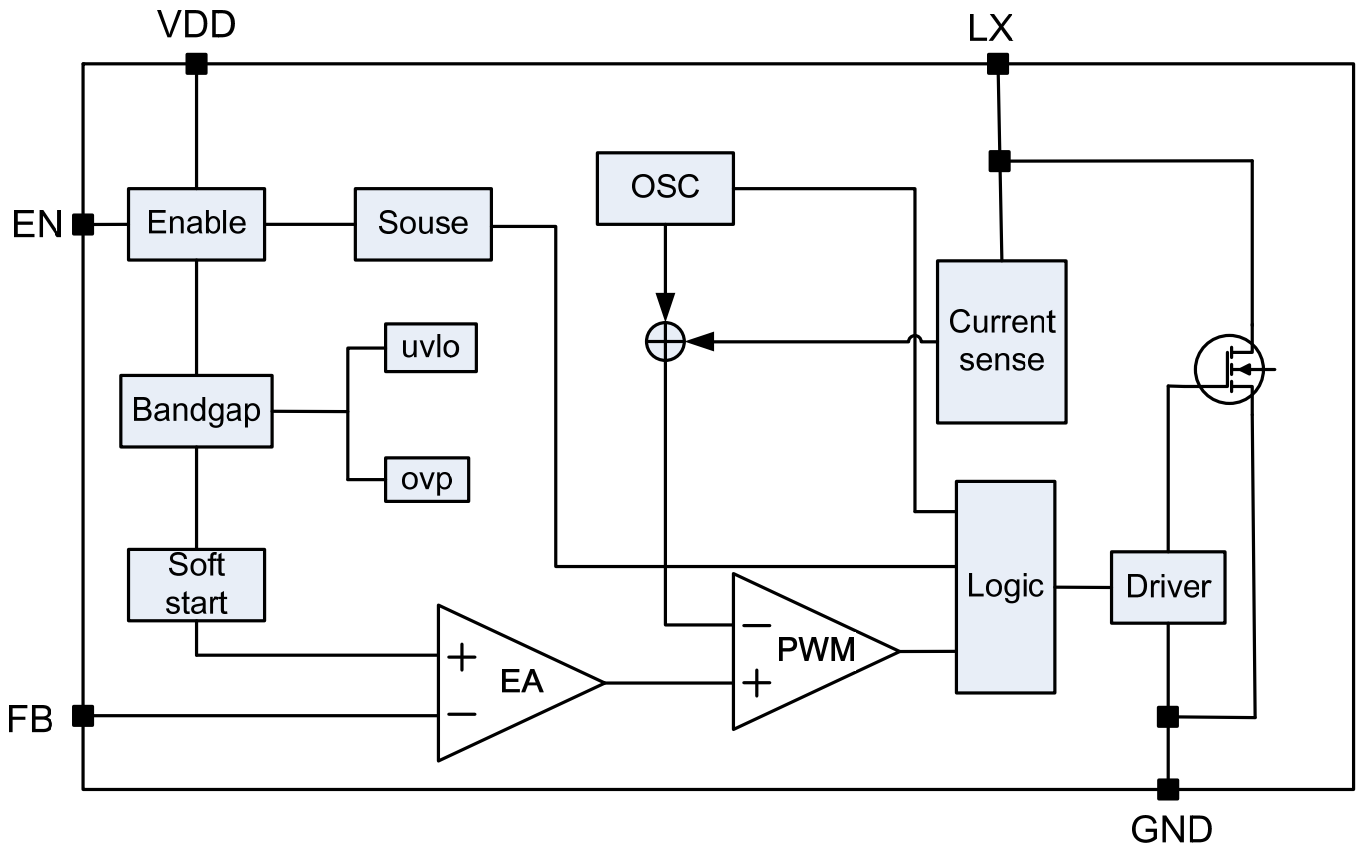 VDD
LX
EN
Enable
Souse
OSC
Current
sense
uvlo
Bandgap
ovp
Soft
start
+
−
EA
−
+
PWM
Logic
Driver
FB
GND